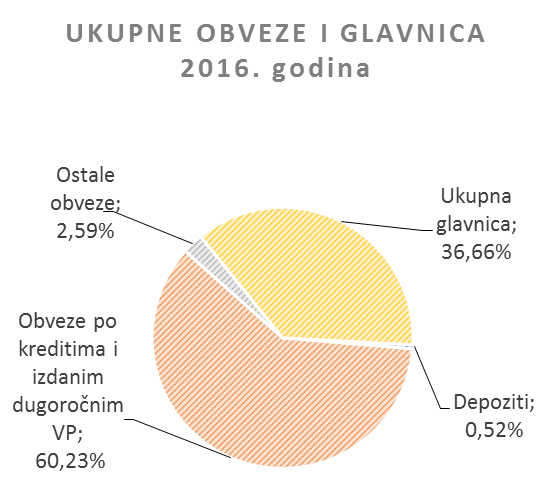 UKUPNE OBVEZE I GLAVNICA
2016. godina
Ostale
obveze;
2,59%
Ukupna
glavnica;
36,66%
Obveze po
kreditima i
izdanim
dugoročnim
VP;
60,23%
Depoziti;
0,52%